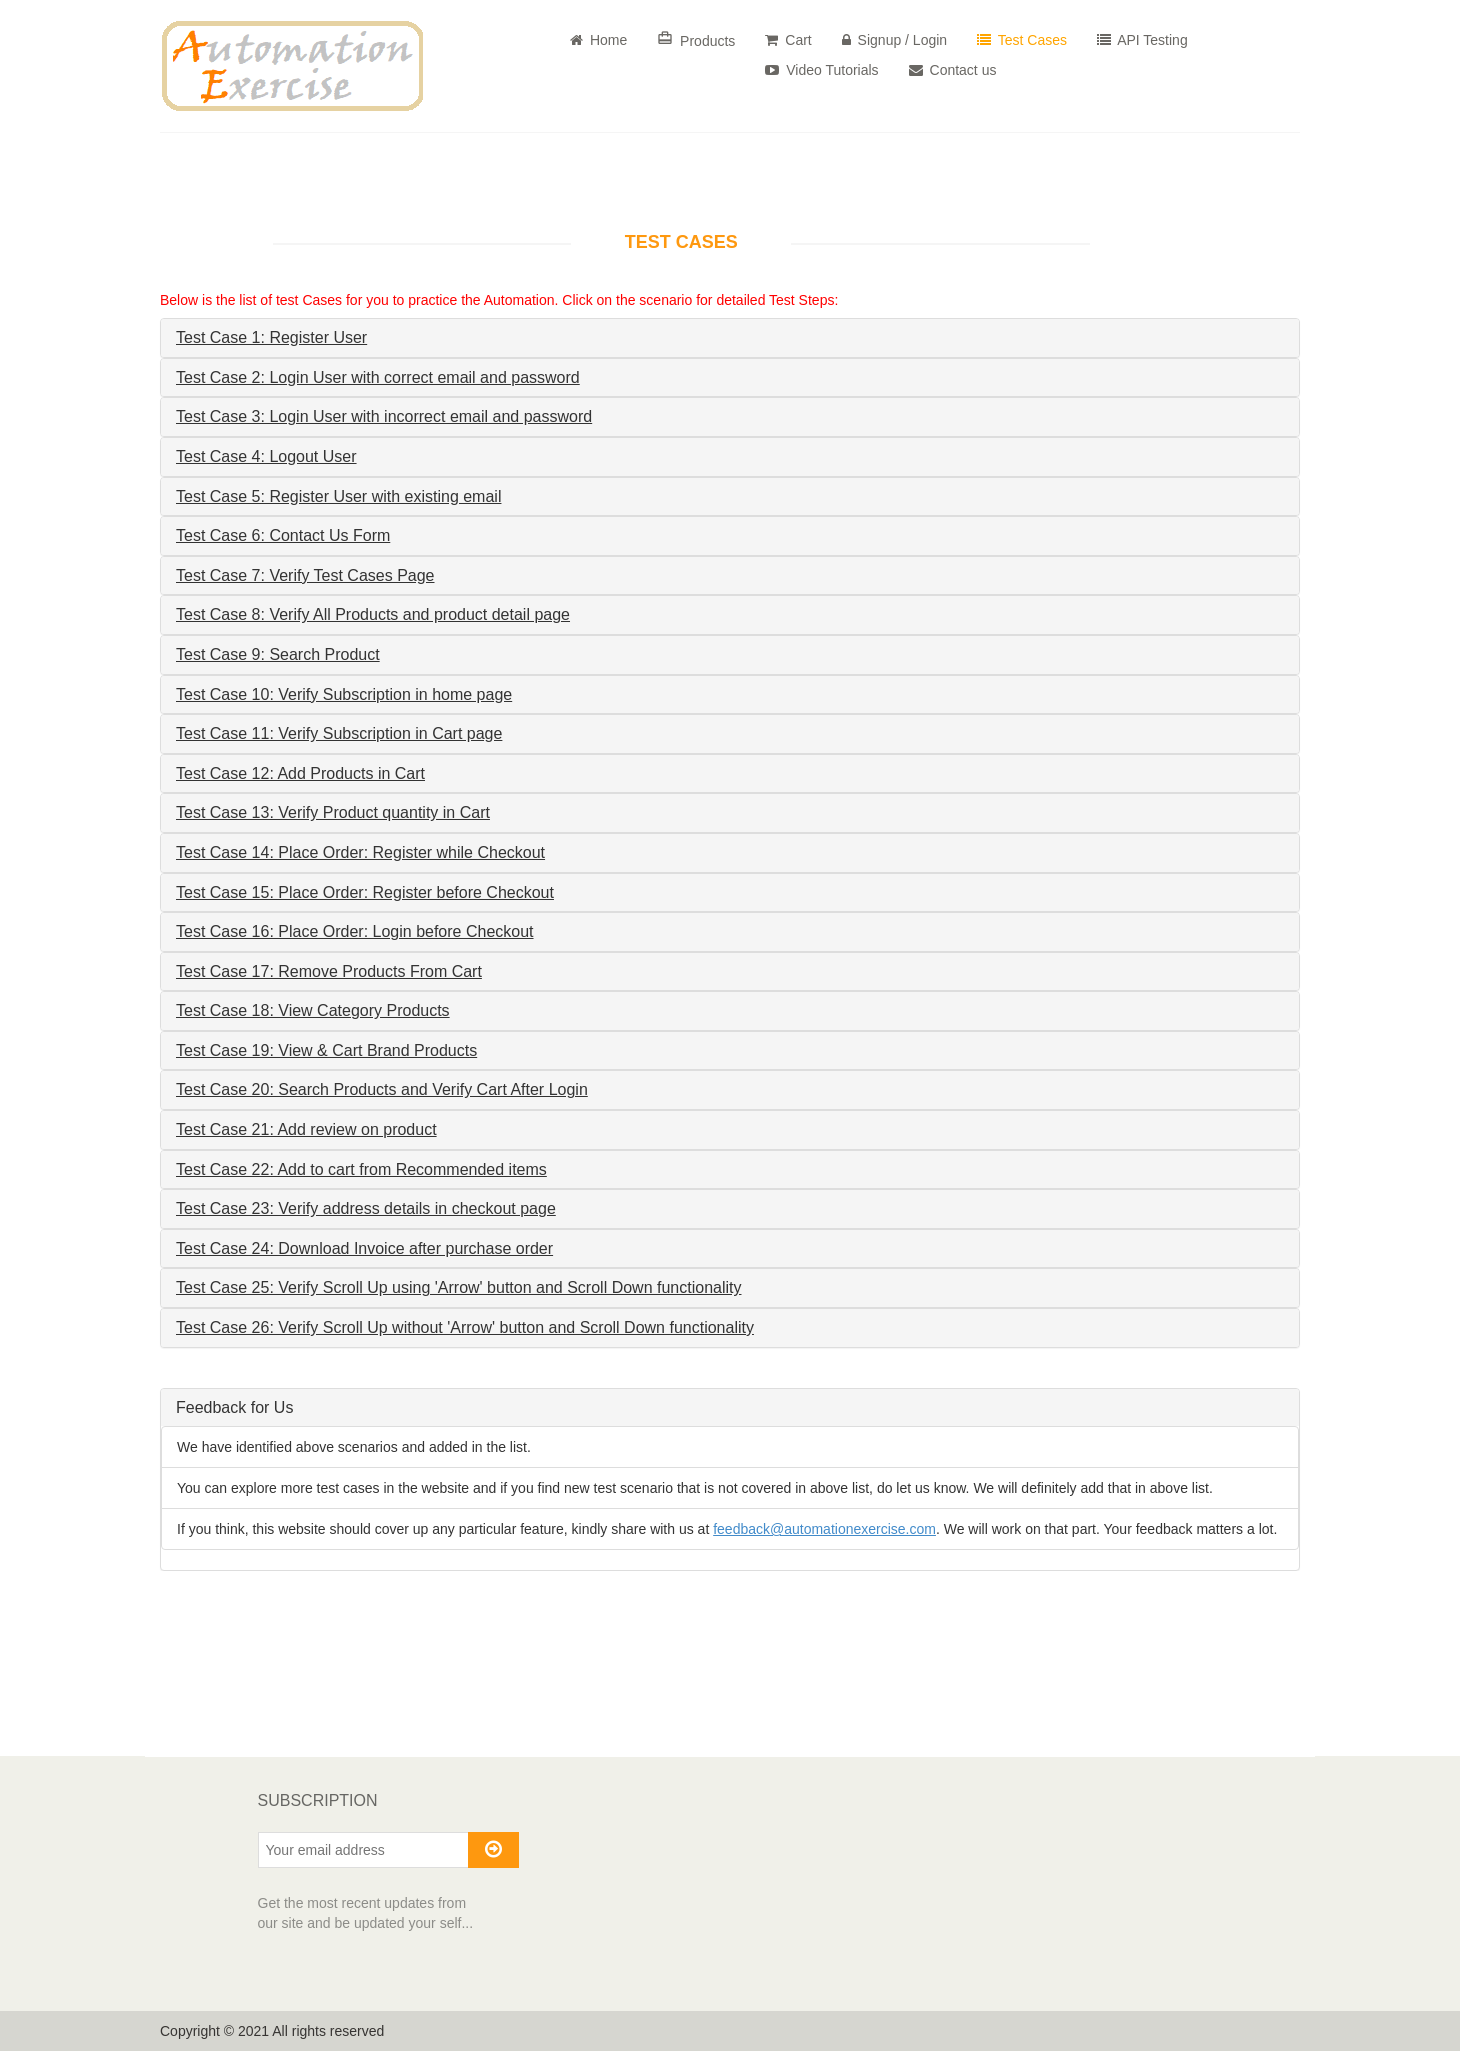 Automation
Exercise
Home Products Cart Signup / Login Test Cases API Testing
Video Tutorials Contact us
TEST CASES
Below is the list of test Cases for you to practice the Automation. Click on the scenario for detailed Test Steps:
Test Case 1: Register User
Test Case 2: Login User with correct email and password
Test Case 3: Login User with incorrect email and password
Test Case 4: Logout User
Test Case 5: Register User with existing email
Test Case 6: Contact Us Form
Test Case 7: Verify Test Cases Page
Test Case 8: Verify All Products and product detail page
Test Case 9: Search Product
Test Case 10: Verify Subscription in home page
Test Case 11: Verify Subscription in Cart page
Test Case 12: Add Products in Cart
Test Case 13: Verify Product quantity in Cart
Test Case 14: Place Order: Register while Checkout
Test Case 15: Place Order: Register before Checkout
Test Case 16: Place Order: Login before Checkout
Test Case 17: Remove Products From Cart
Test Case 18: View Category Products
Test Case 19: View & Cart Brand Products
Test Case 20: Search Products and Verify Cart After Login
Test Case 21: Add review on product
Test Case 22: Add to cart from Recommended items
Test Case 23: Verify address details in checkout page
Test Case 24: Download Invoice after purchase order
Test Case 25: Verify Scroll Up using 'Arrow' button and Scroll Down functionality
Test Case 26: Verify Scroll Up without 'Arrow' button and Scroll Down functionality
Feedback for Us
We have identified above scenarios and added in the list.
You can explore more test cases in the website and if you find new test scenario that is not covered in above list, do let us know. We will definitely add that in above list.
If you think, this website should cover up any particular feature, kindly share with us at feedback@automationexercise.com. We will work on that part. Your feedback matters a lot.
SUBSCRIPTION
Your email address
Get the most recent updates from
our site and be updated your self...
Copyright © 2021 All rights reserved